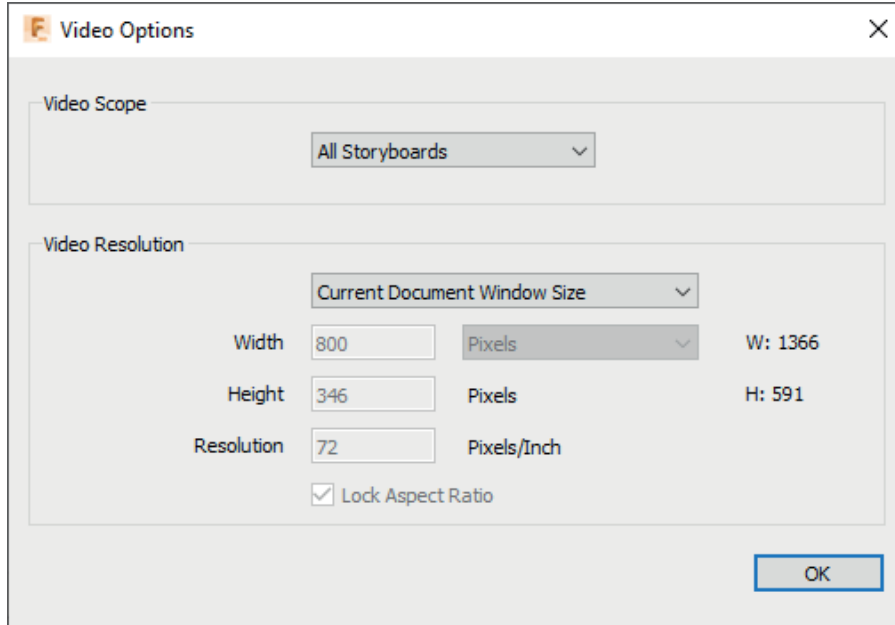 Video Options
Video Scope
All Storyboards
Video Resolution
Current Document Window Size
Width 800 Pixels W: 1366
Height 346 Pixels H: 591
Resolution 72 Pixels/Inch
Lock Aspect Ratio
OK